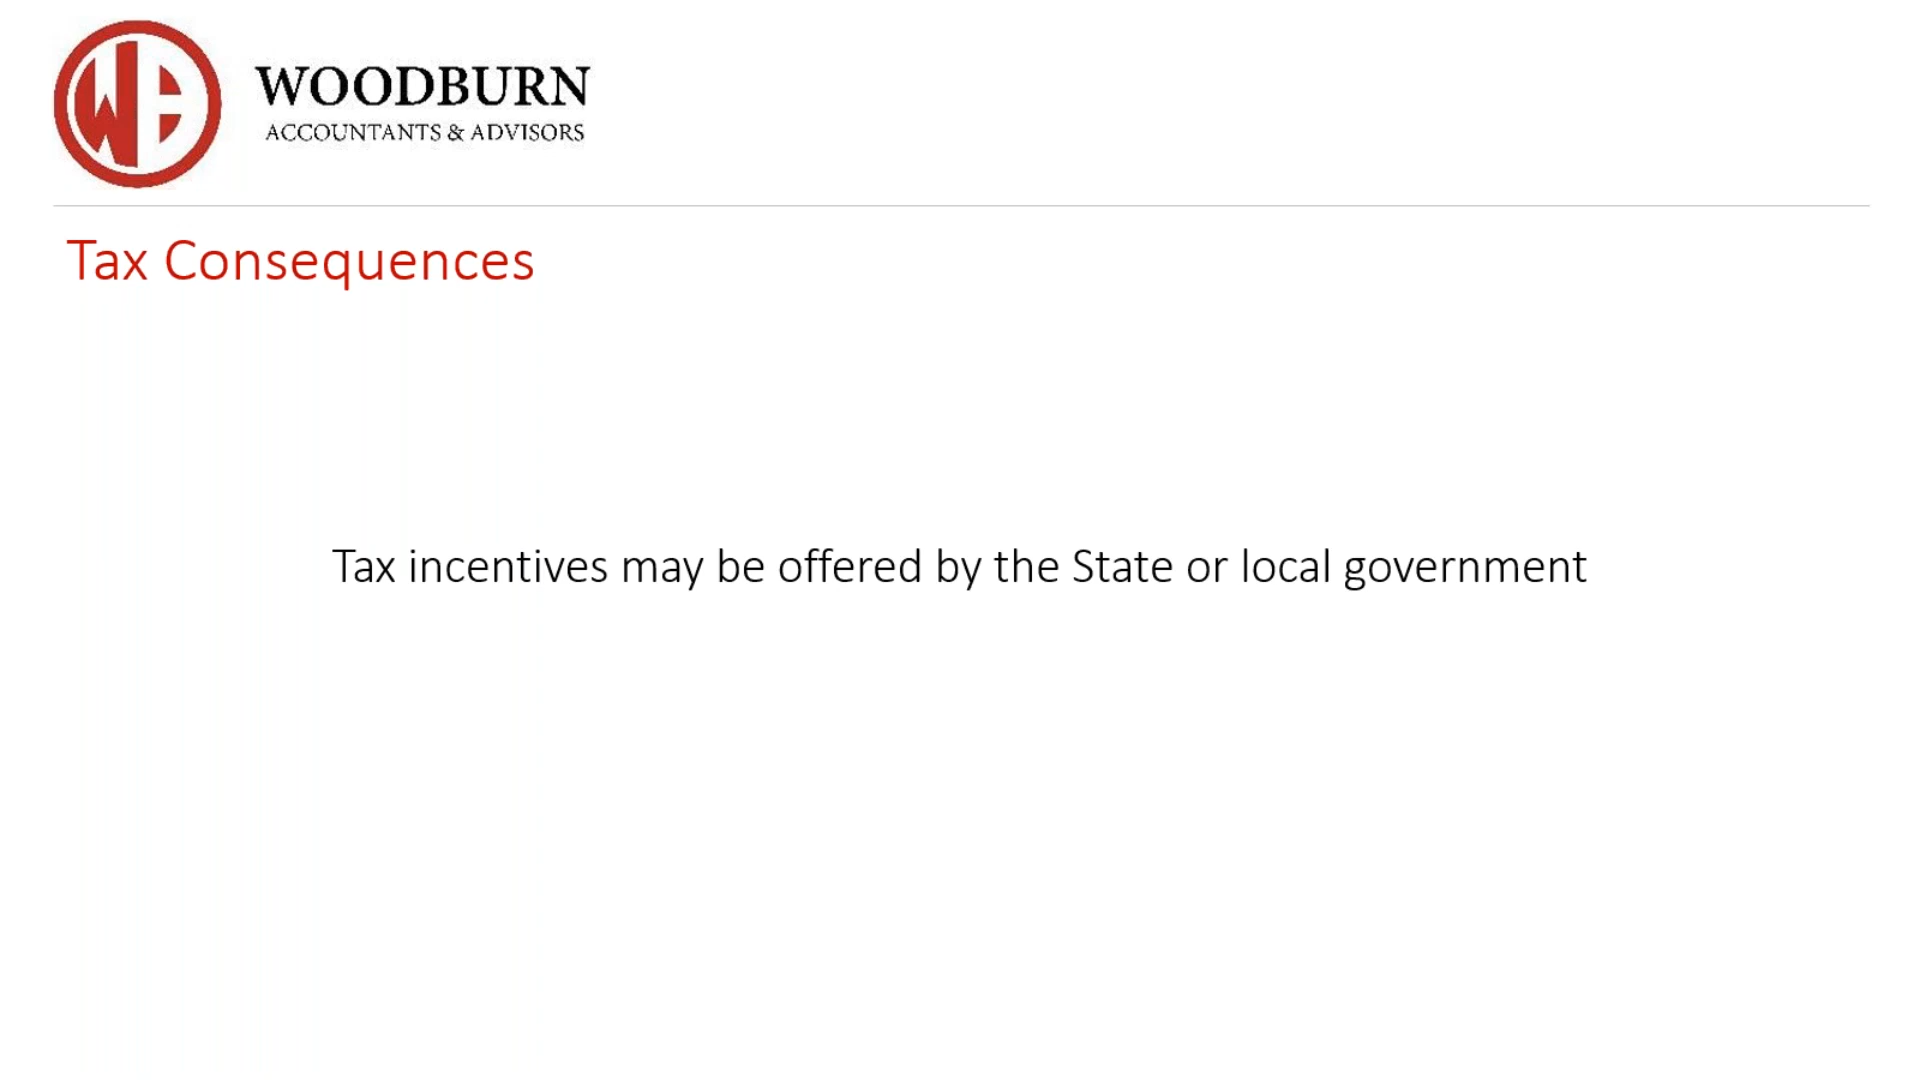 WOODBURN
ACCOUNTANTS & ADVISORS
Tax Consequences
Tax incentives may be offered by the State or local government